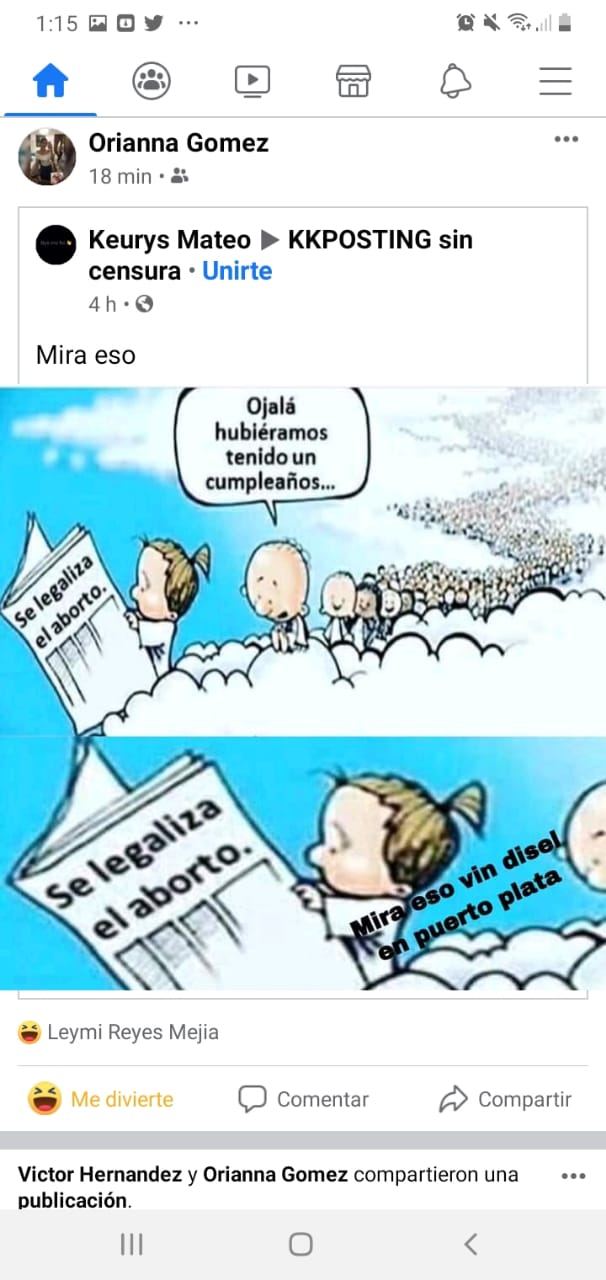 1:15
Orianna Gomez
18 min
Keurys Mateo ▶ KKPOSTING sin
censura • Unirte
4 h
Mira eso
Ojalá
hubiéramos
tenido un
cumpleaños...
Se legaliza
el aborto.
Se legaliza
el aborto.
Mira eso vin disel
en puerto plata
Leymi Reyes Mejia
Me divierte
Comentar
Compartir
Victor Hernandez y Orianna Gomez compartieron una
publicación.